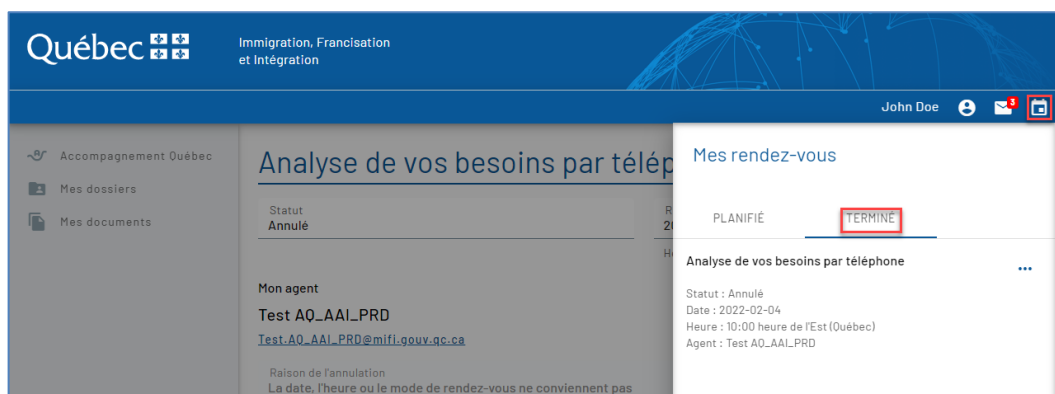 Québec
Immigration, Francisation
et Intégration
John Doe
3
Accompagnement Québec
Mes dossiers
Mes documents
Analyse de vos besoins par télép
Statut
Annulé
R
20
H
Mon agent
Test AQ_AAI_PRD
Test.AQ_AAI_PRD@mifi.gouv.qc.ca
Raison de l'annulation
La date, l'heure ou le mode de rendez-vous ne conviennent pas
Mes rendez-vous
PLANIFIÉ TERMINÉ
Analyse de vos besoins par téléphone
...
Statut : Annulé
Date : 2022-02-04
Heure : 10:00 heure de l'Est (Québec)
Agent : Test AQ_AAI_PRD